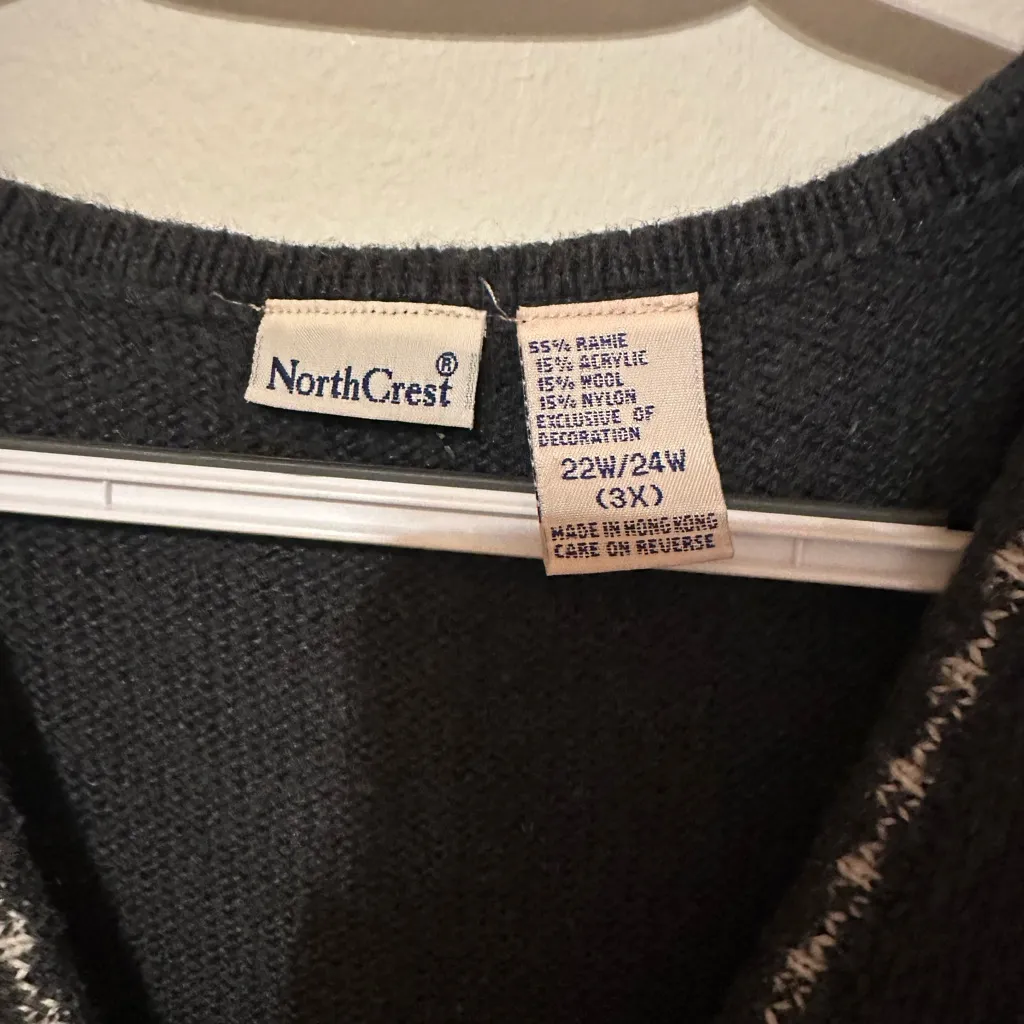 NorthCrest®
55% RAMIE
15% ACRYLIC
15% WOOL
15% NYLON
EXCLUSIVE OF
DECORATION
22W/24W
(3X)
MADE IN HONG KONG
CARE ON REVERSE